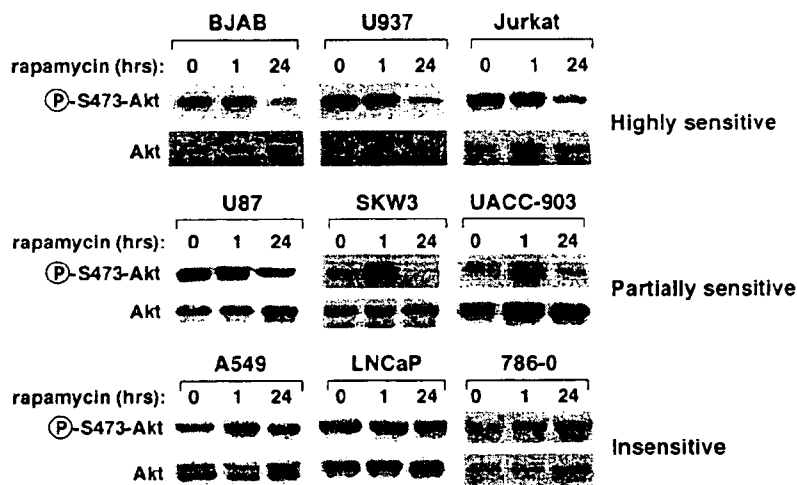 BJAB U937 Jurkat
rapamycin (hrs): 0 1 24 0 1 24 0 1 24
Ⓟ-S473-Akt
Highly sensitive
Akt
U87 SKW3 UACC-903
rapamycin (hrs): 0 1 24 0 1 24 0 1 24
Ⓟ-S473-Akt
Partially sensitive
Akt
A549 LNCaP 786-0
rapamycin (hrs): 0 1 24 0 1 24 0 1 24
Ⓟ-S473-Akt
Insensitive
Akt